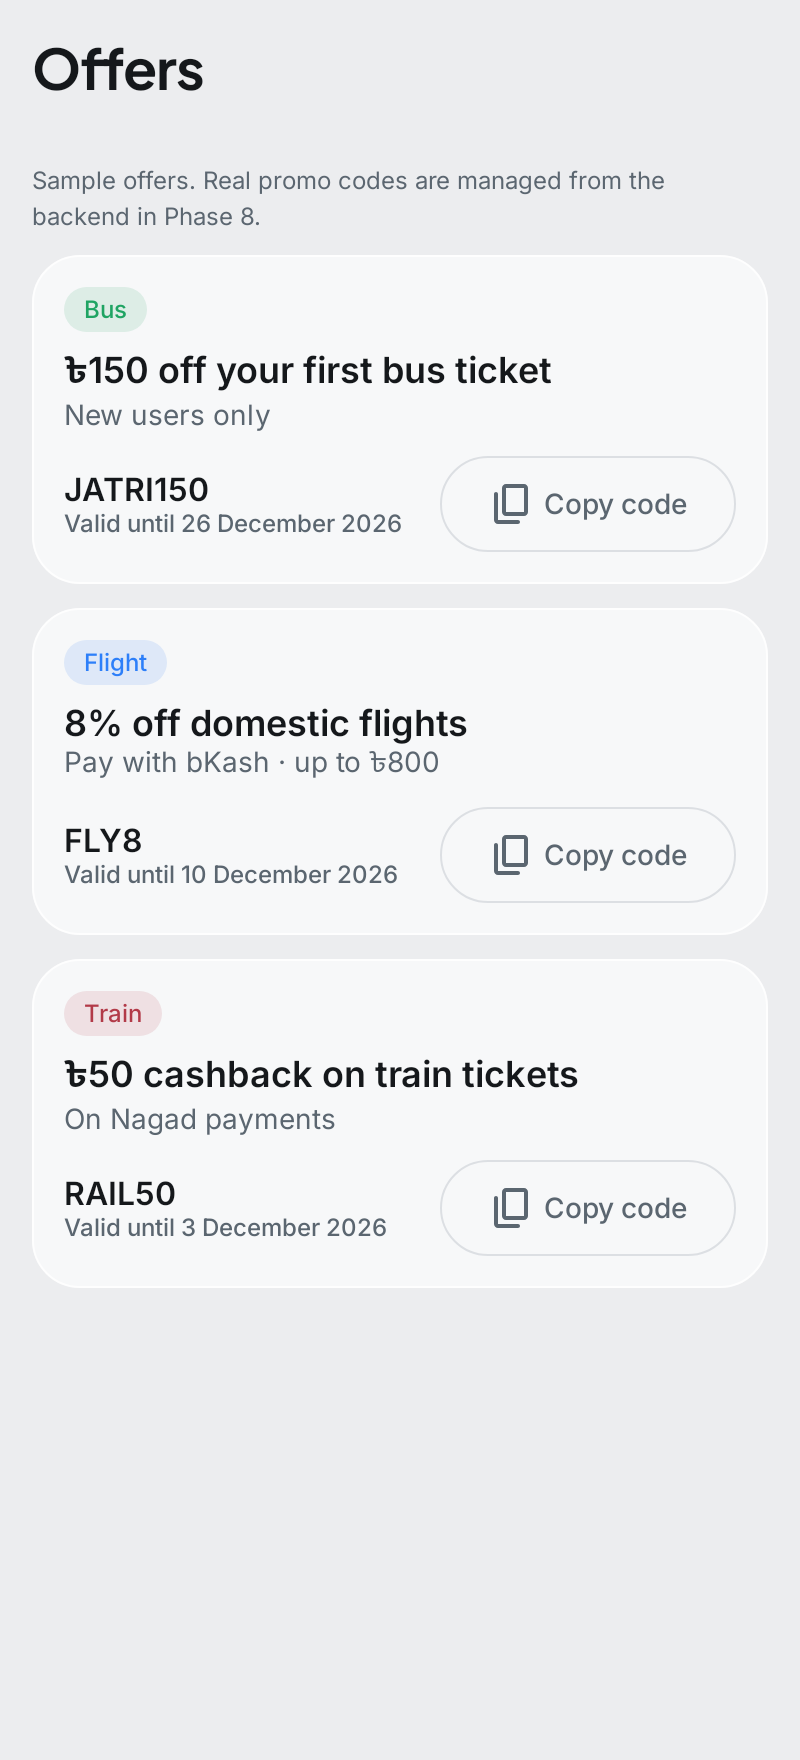 Offers
Sample offers. Real promo codes are managed from the
backend in Phase 8.
Bus
৳150 off your first bus ticket
New users only
JATRI150
Valid until 26 December 2026
Copy code
Flight
8% off domestic flights
Pay with bKash · up to ৳800
FLY8
Valid until 10 December 2026
Copy code
Train
৳50 cashback on train tickets
On Nagad payments
RAIL50
Valid until 3 December 2026
Copy code